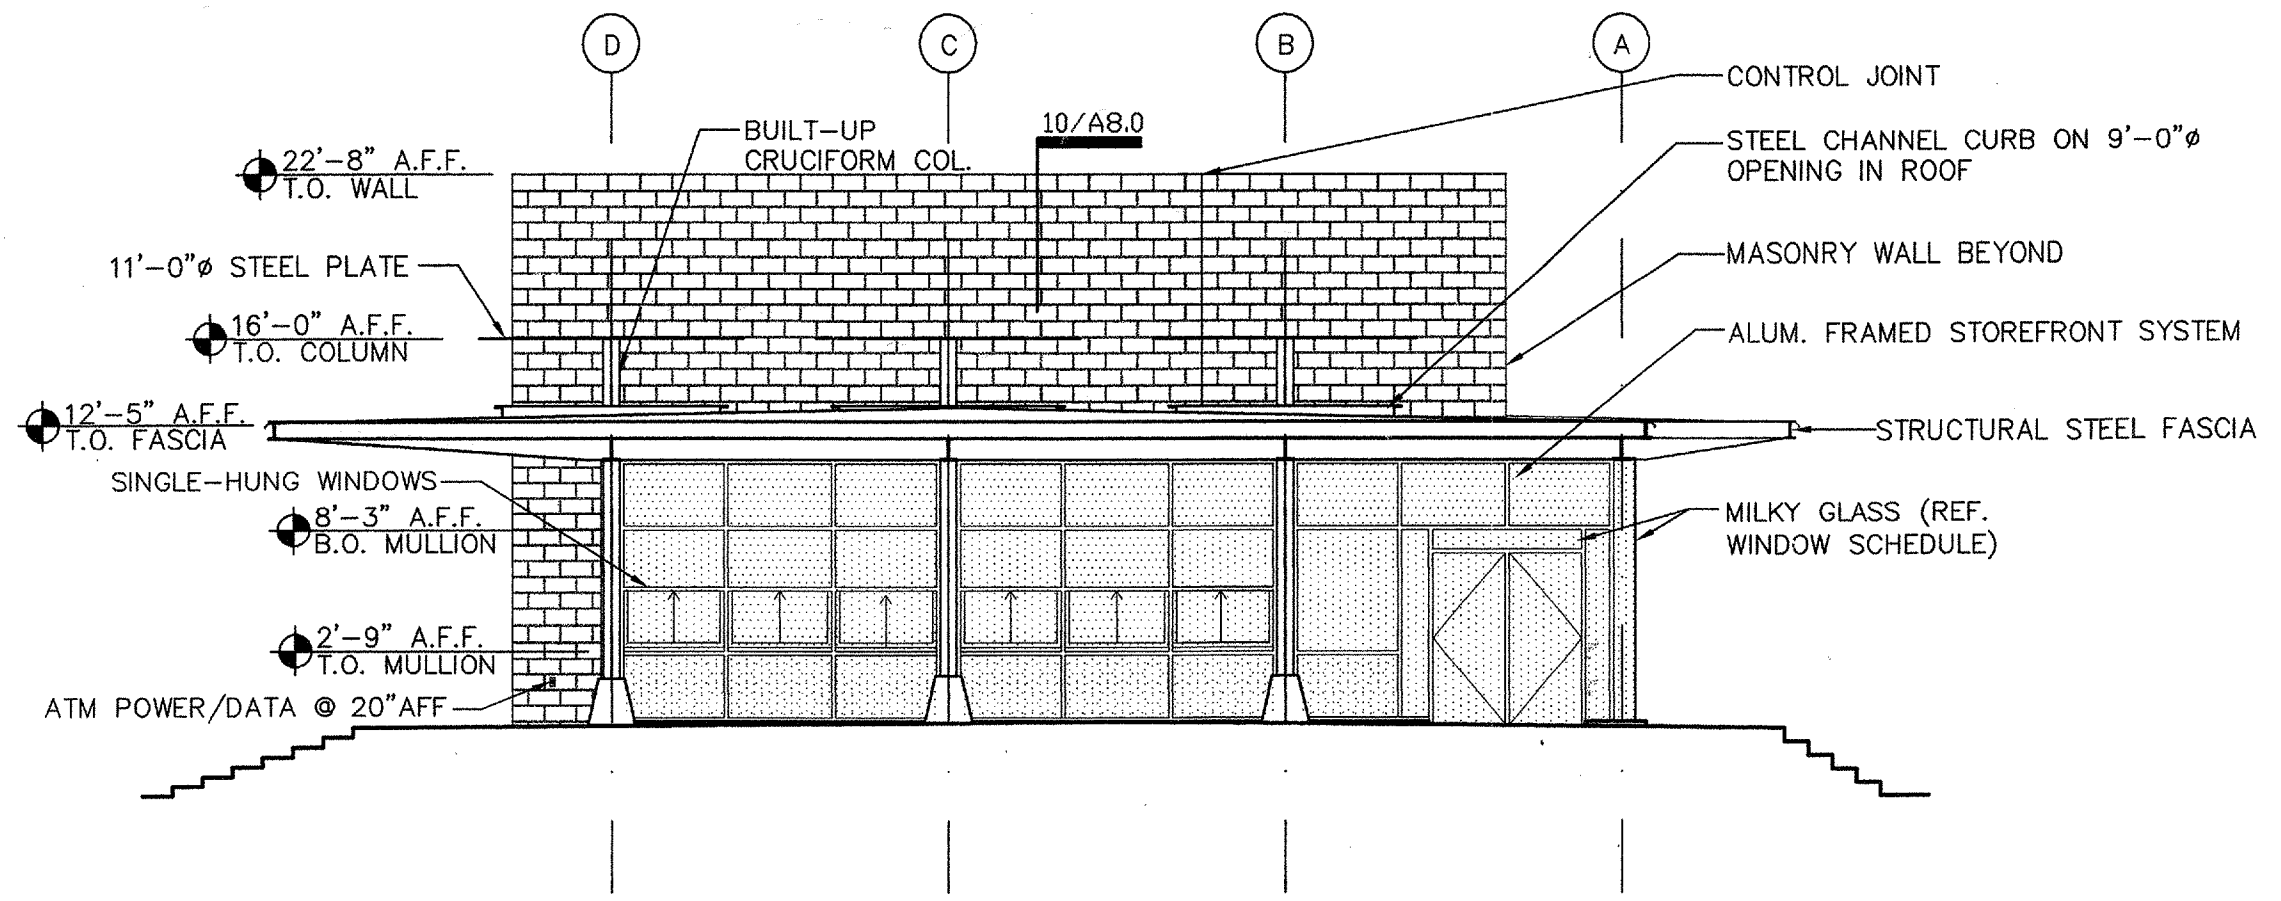 D
C
B
A
CONTROL JOINT
10/A8.0
BUILT-UP
CRUCIFORM COL.
STEEL CHANNEL CURB ON 9'-0"ø
OPENING IN ROOF
22'-8" A.F.F.
T.O. WALL
MASONRY WALL BEYOND
11'-0"ø STEEL PLATE
16'-0" A.F.F.
T.O. COLUMN
ALUM. FRAMED STOREFRONT SYSTEM
12'-5" A.F.F.
T.O. FASCIA
STRUCTURAL STEEL FASCIA
SINGLE-HUNG WINDOWS
8'-3" A.F.F.
B.O. MULLION
MILKY GLASS (REF.
WINDOW SCHEDULE)
2'-9" A.F.F.
T.O. MULLION
ATM POWER/DATA @ 20"AFF